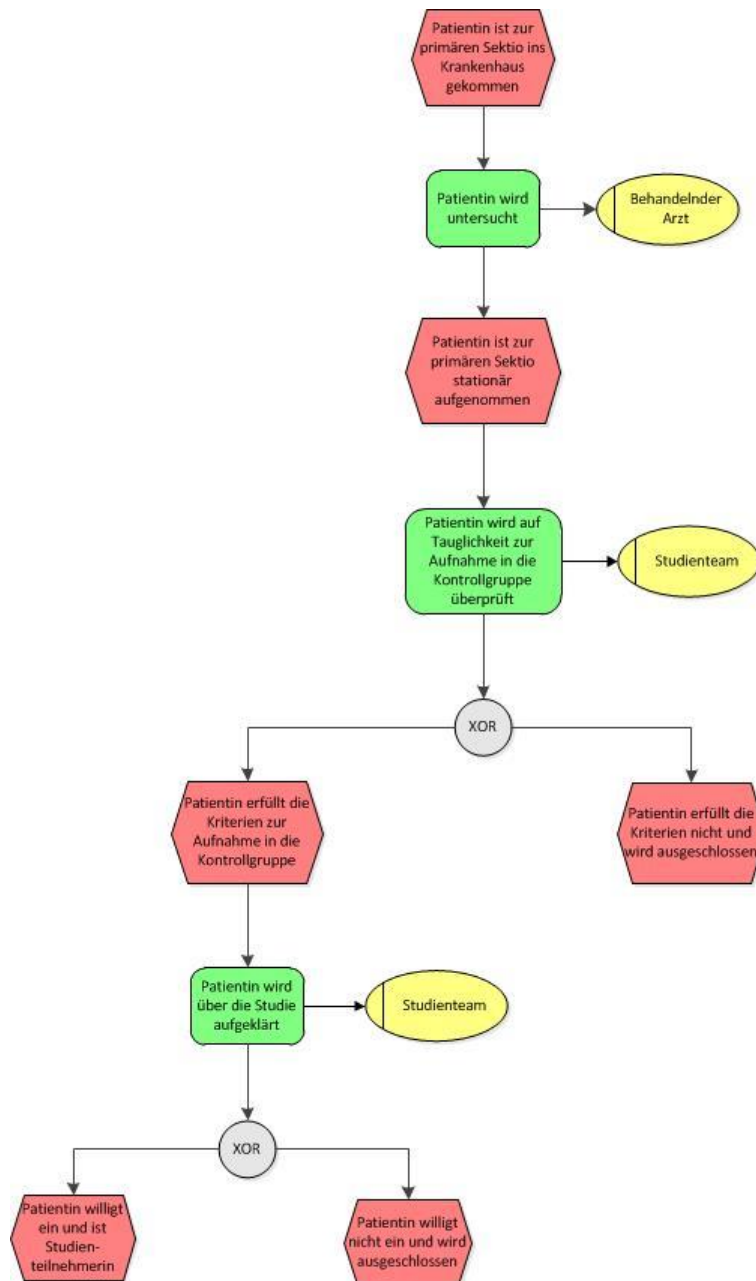 Patientin ist zur
primären Sektio ins
Krankenhaus
gekommen
Patientin wird
untersucht
Behandelnder
Arzt
Patientin ist zur
primären Sektio
stationär
aufgenommen
Patientin wird auf
Tauglichkeit zur
Aufnahme in die
Kontrollgruppe
überprüft
Studienteam
XOR
Patientin erfüllt die
Kriterien zur
Aufnahme in die
Kontrollgruppe
Patientin erfüllt die
Kriterien nicht und
wird ausgeschlossen
Patientin wird
über die Studie
aufgeklärt
Studienteam
XOR
Patientin willigt
ein und ist
Studien-
teilnehmerin
Patientin willigt
nicht ein und wird
ausgeschlossen